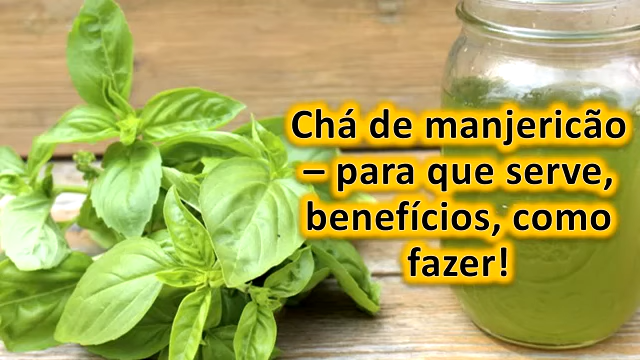 Chá de manjericão
– para que serve,
benefícios, como
fazer!